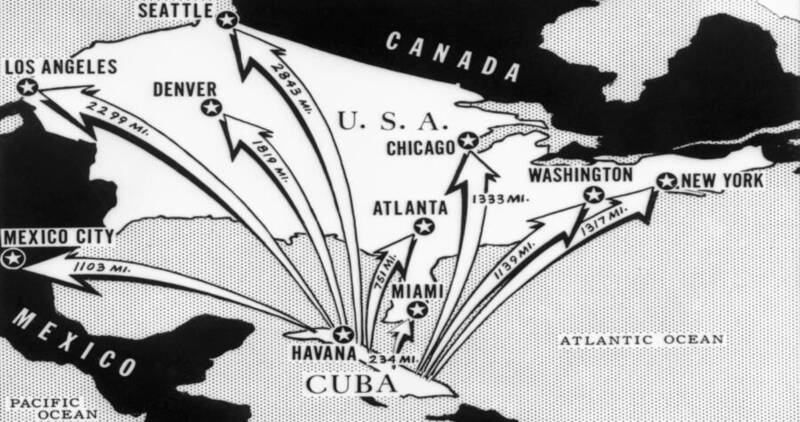 SEATTLE
CANADA
LOS ANGELES
2843 MI.
DENVER
2299 MI.
U. S. A.
1819 MI.
CHICAGO
WASHINGTON
NEW YORK
1333 MI.
ATLANTA
1317 MI.
MEXICO CITY
1103 MI.
751 MI.
1139 MI.
MIAMI
MEXICO
HAVANA
234 MI.
ATLANTIC OCEAN
CUBA
PACIFIC
OCEAN